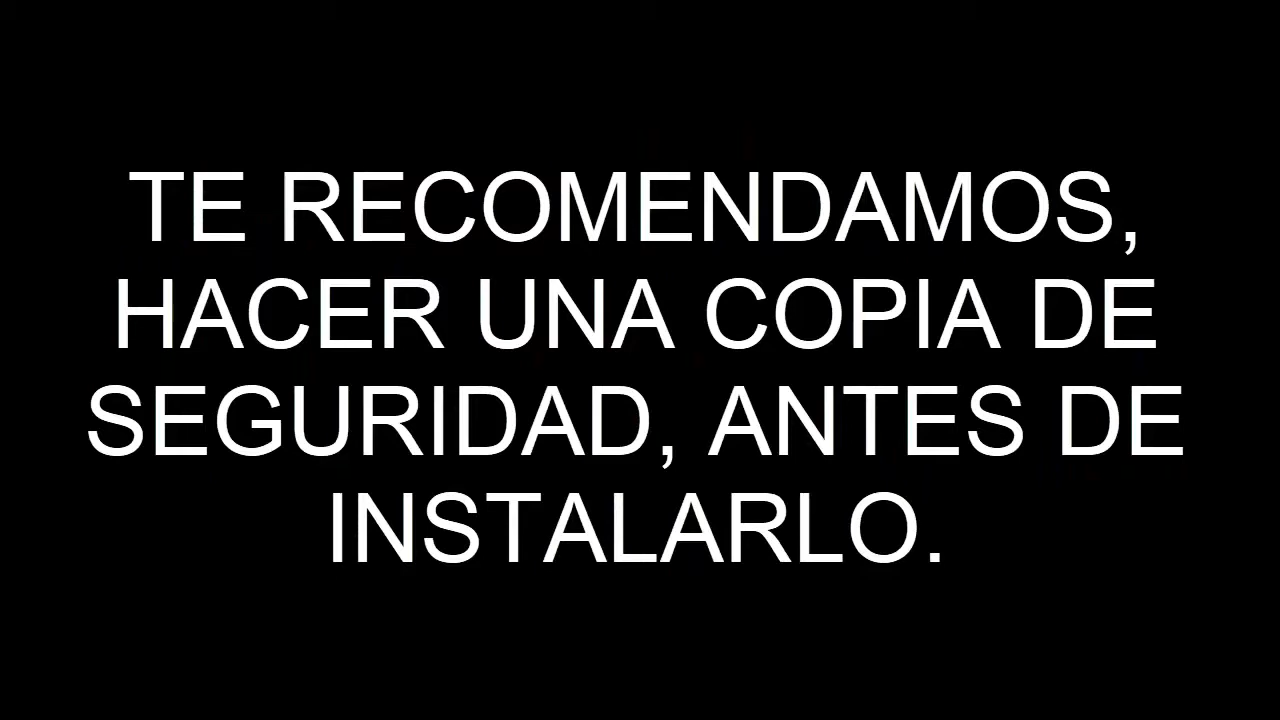 TE RECOMENDAMOS,
HACER UNA COPIA DE
SEGURIDAD, ANTES DE
INSTALARLO.